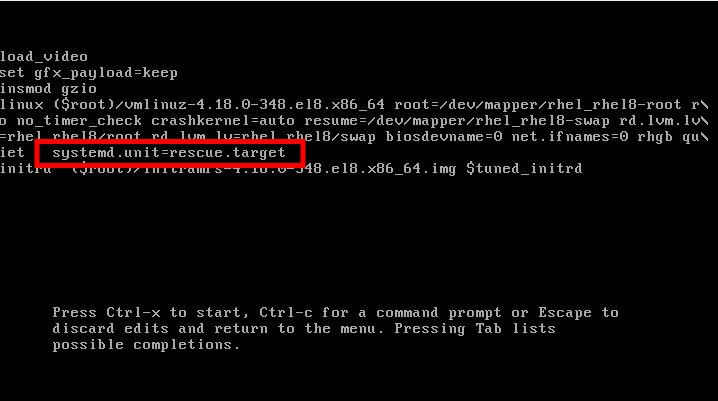 load_video
set gfx_payload=keep
insmod gzio
linux ($root)/vmlinuz-4.18.0-348.el8.x86_64 root=/dev/mapper/rhel_rhel8-root r\
o no_timer_check crashkernel=auto resume=/dev/mapper/rhel_rhel8-swap rd.lvm.lv\
=rhel_rhel8/root rd.lvm.lv=rhel_rhel8/swap biosdevname=0 net.ifnames=0 rhgb qu\
iet systemd.unit=rescue.target
initrd ($root)/initramfs-4.18.0-348.el8.x86_64.img $tuned_initrd
Press Ctrl-x to start, Ctrl-c for a command prompt or Escape to
discard edits and return to the menu. Pressing Tab lists
possible completions.